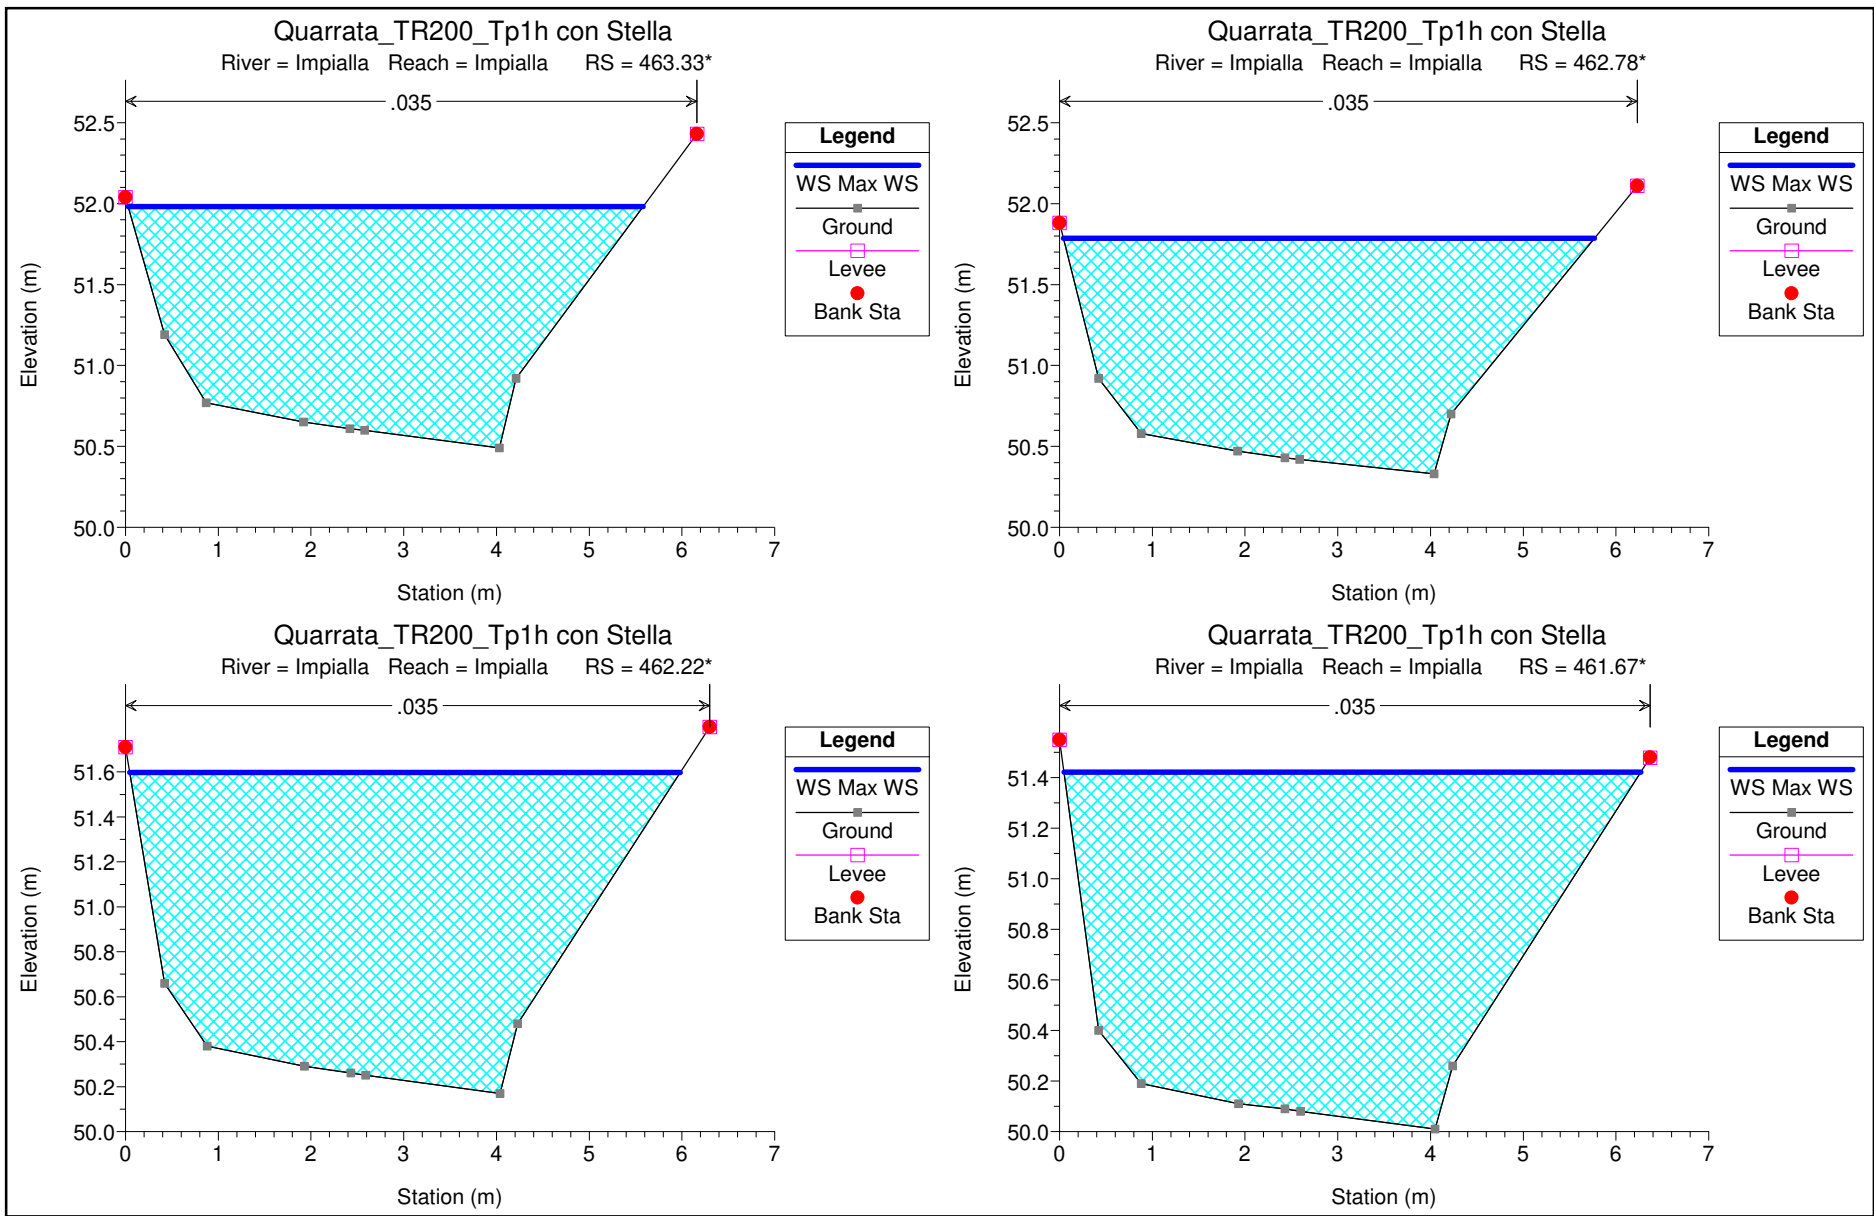 Quarrata_TR200_Tp1h con Stella
River = Impialla Reach = Impialla RS = 463.33*
.035
52.5
52.0
51.5
51.0
50.5
50.0
Elevation (m)
0 1 2 3 4 5 6 7
Station (m)
Legend
WS Max WS
Ground
Levee
Bank Sta
Quarrata_TR200_Tp1h con Stella
River = Impialla Reach = Impialla RS = 462.78*
.035
52.5
52.0
51.5
51.0
50.5
50.0
Elevation (m)
0 1 2 3 4 5 6 7
Station (m)
Legend
WS Max WS
Ground
Levee
Bank Sta
Quarrata_TR200_Tp1h con Stella
River = Impialla Reach = Impialla RS = 462.22*
.035
51.6
51.4
51.2
51.0
50.8
50.6
50.4
50.2
50.0
Elevation (m)
0 1 2 3 4 5 6 7
Station (m)
Legend
WS Max WS
Ground
Levee
Bank Sta
Quarrata_TR200_Tp1h con Stella
River = Impialla Reach = Impialla RS = 461.67*
.035
51.4
51.2
51.0
50.8
50.6
50.4
50.2
50.0
Elevation (m)
0 1 2 3 4 5 6 7
Station (m)
Legend
WS Max WS
Ground
Levee
Bank Sta